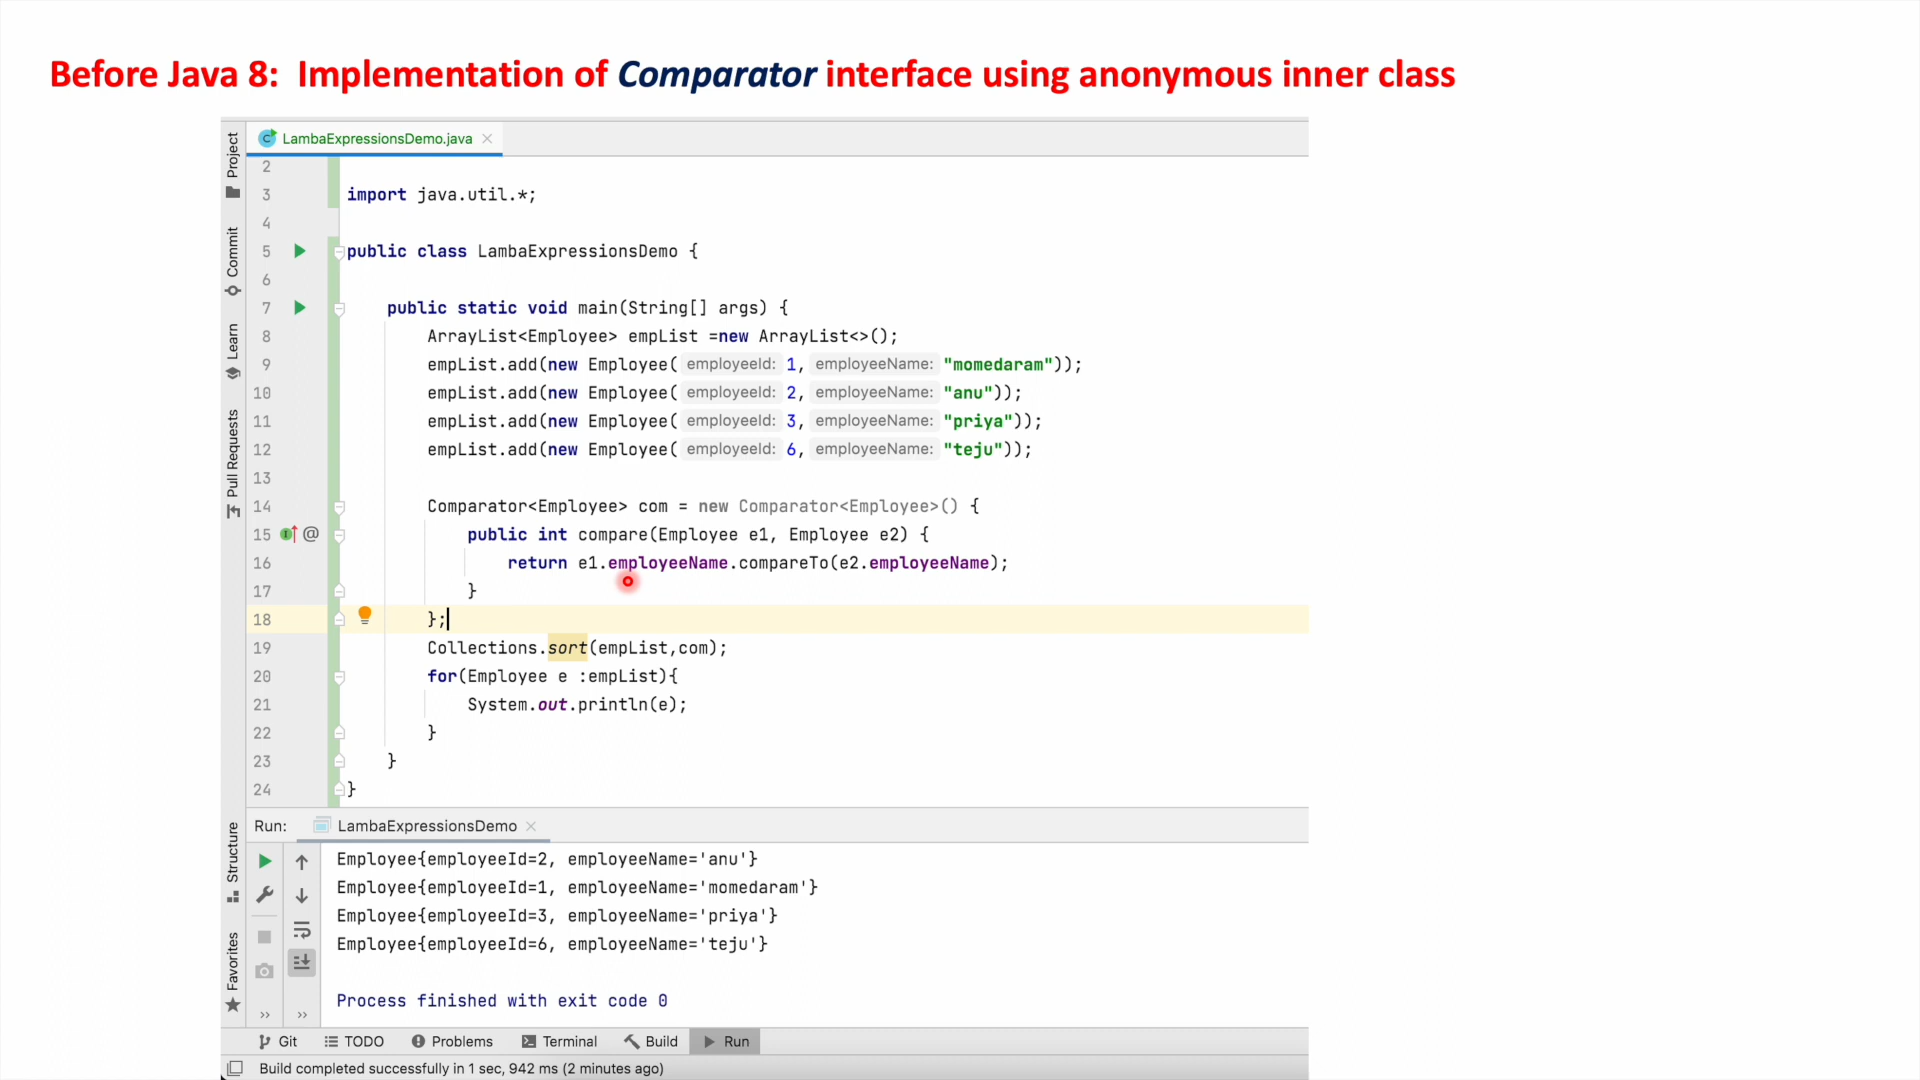 Before Java 8: Implementation of Comparator interface using anonymous inner class
LambaExpressionsDemo.java
Project
Commit
Learn
Pull Requests
Structure
Favorites
2
3 import java.util.*;
4
5 public class LambaExpressionsDemo {
6
7 public static void main(String[] args) {
8 ArrayList<Employee> empList =new ArrayList<>();
9 empList.add(new Employee( employeeId: 1, employeeName: "momedaram"));
10 empList.add(new Employee( employeeId: 2, employeeName: "anu"));
11 empList.add(new Employee( employeeId: 3, employeeName: "priya"));
12 empList.add(new Employee( employeeId: 6, employeeName: "teju"));
13
14 Comparator<Employee> com = new Comparator<Employee>() {
15 @ public int compare(Employee e1, Employee e2) {
16 return e1.employeeName.compareTo(e2.employeeName);
17 }
18 };
19 Collections.sort(empList,com);
20 for(Employee e :empList){
21 System.out.println(e);
22 }
23 }
24 }
Run: LambaExpressionsDemo
Employee{employeeId=2, employeeName='anu'}
Employee{employeeId=1, employeeName='momedaram'}
Employee{employeeId=3, employeeName='priya'}
Employee{employeeId=6, employeeName='teju'}
Process finished with exit code 0
Git TODO Problems Terminal Build Run
Build completed successfully in 1 sec, 942 ms (2 minutes ago)